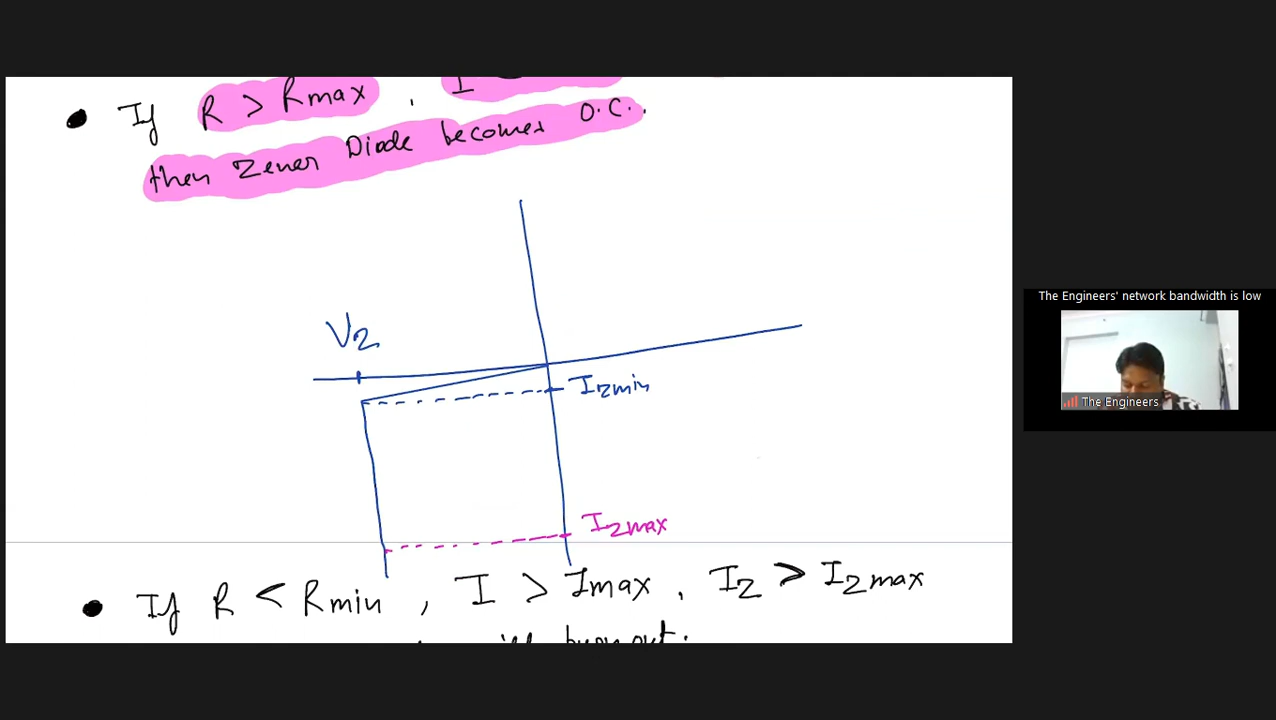 If R > Rmax , I
then Zener Diode becomes O.C.
The Engineers' network bandwidth is low
VZ
IZmin
The Engineers
IZmax
If R < Rmin , I > Imax , IZ > IZmax
burnout.